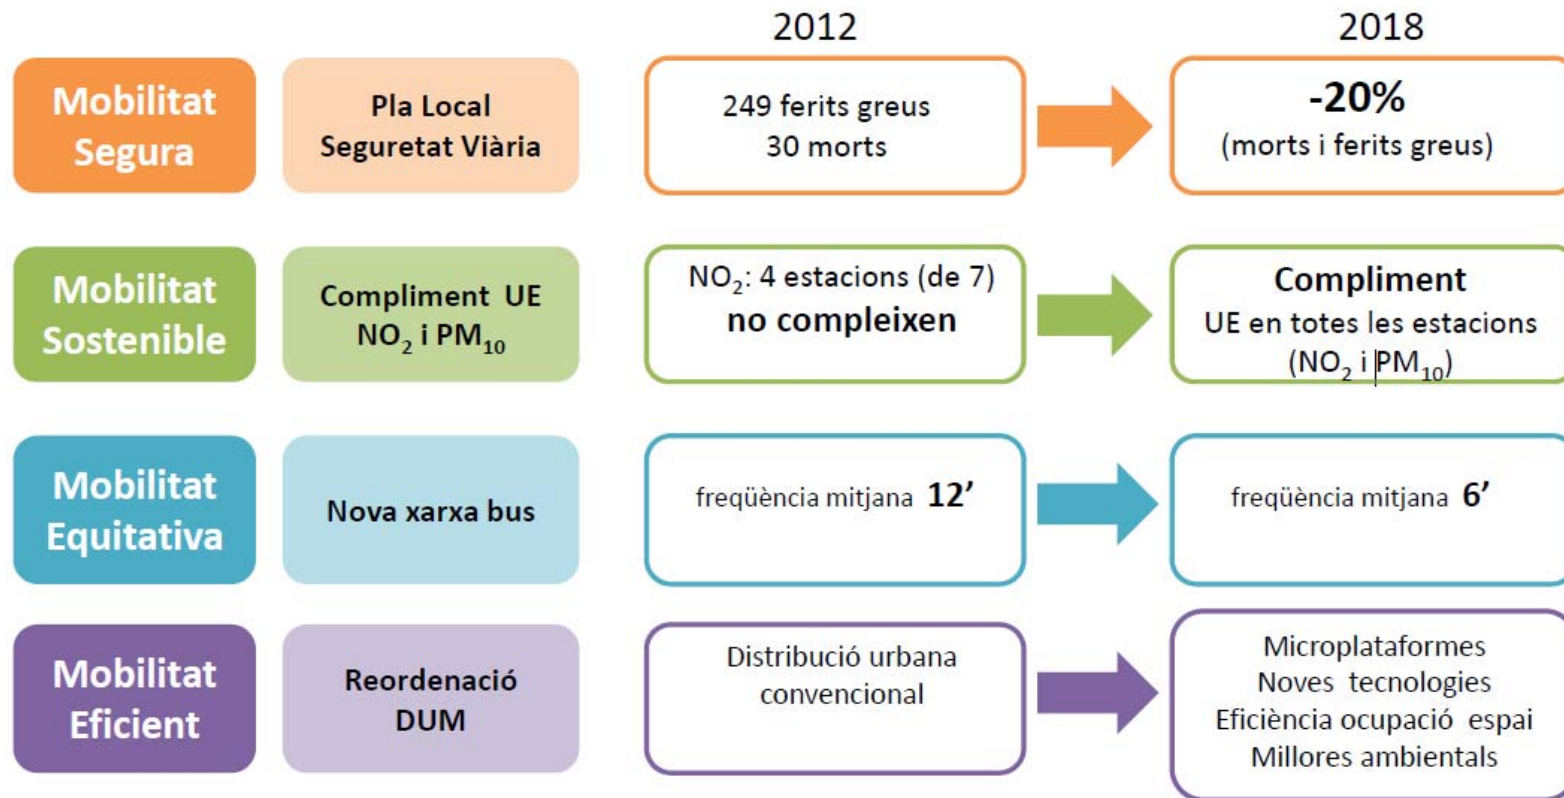 2012
2018
Mobilitat
Segura
Pla Local
Seguretat Viària
249 ferits greus
30 morts
-20%
(morts i ferits greus)
Mobilitat
Sostenible
Compliment UE
NO₂ i PM₁₀
NO₂: 4 estacions (de 7)
no compleixen
Compliment
UE en totes les estacions
(NO₂ i PM₁₀)
Mobilitat
Equitativa
Nova xarxa bus
freqüència mitjana 12’
freqüència mitjana 6’
Mobilitat
Eficient
Reordenació
DUM
Distribució urbana
convencional
Microplataformes
Noves tecnologies
Eficiència ocupació espai
Millores ambientals